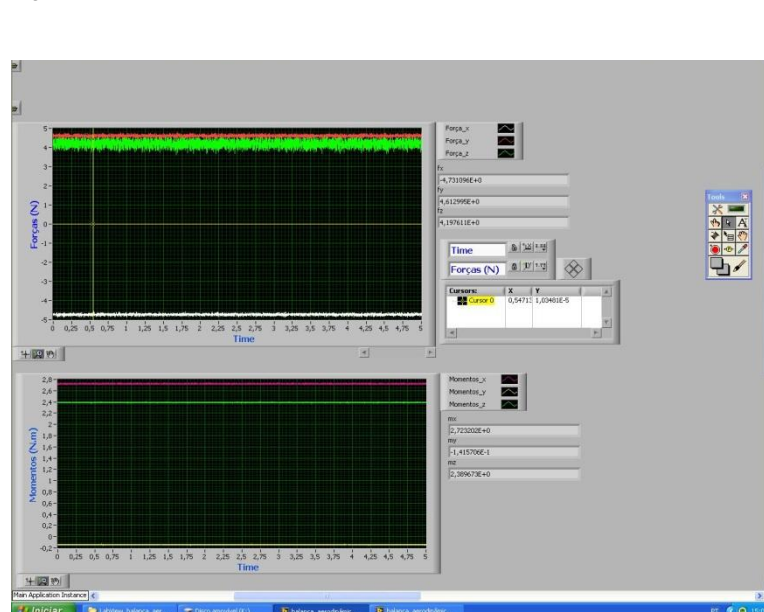 Força_x
Força_y
Força_z
fx
-4,731096E+0
fy
4,612995E+0
fz
4,197611E+0
5-
4-
3-
2-
1-
0-
-1-
-2-
-3-
-4-
-5-
Forças (N)
0 0,25 0,5 0,75 1 1,25 1,5 1,75 2 2,25 2,5 2,75 3 3,25 3,5 3,75 4 4,25 4,5 4,75 5
Time
Tools
Time
Forças (N)
Cursors: X Y
Cursor 0 0,54713 1,03481E-5
Momentos_x
Momentos_y
Momentos_z
mx
2,723202E+0
my
-1,415706E-1
mz
2,389673E+0
2,8-
2,6-
2,4-
2-
1,8-
1,6-
1,4-
1,2-
1-
0,8-
0,6-
0,4-
0,2-
0-
-0,2-
Momentos (N.m)
0 0,25 0,5 0,75 1 1,25 1,5 1,75 2 2,25 2,5 2,75 3 3,25 3,5 3,75 4 4,25 4,5 4,75 5
Time
Main Application Instance
Iniciar
PT